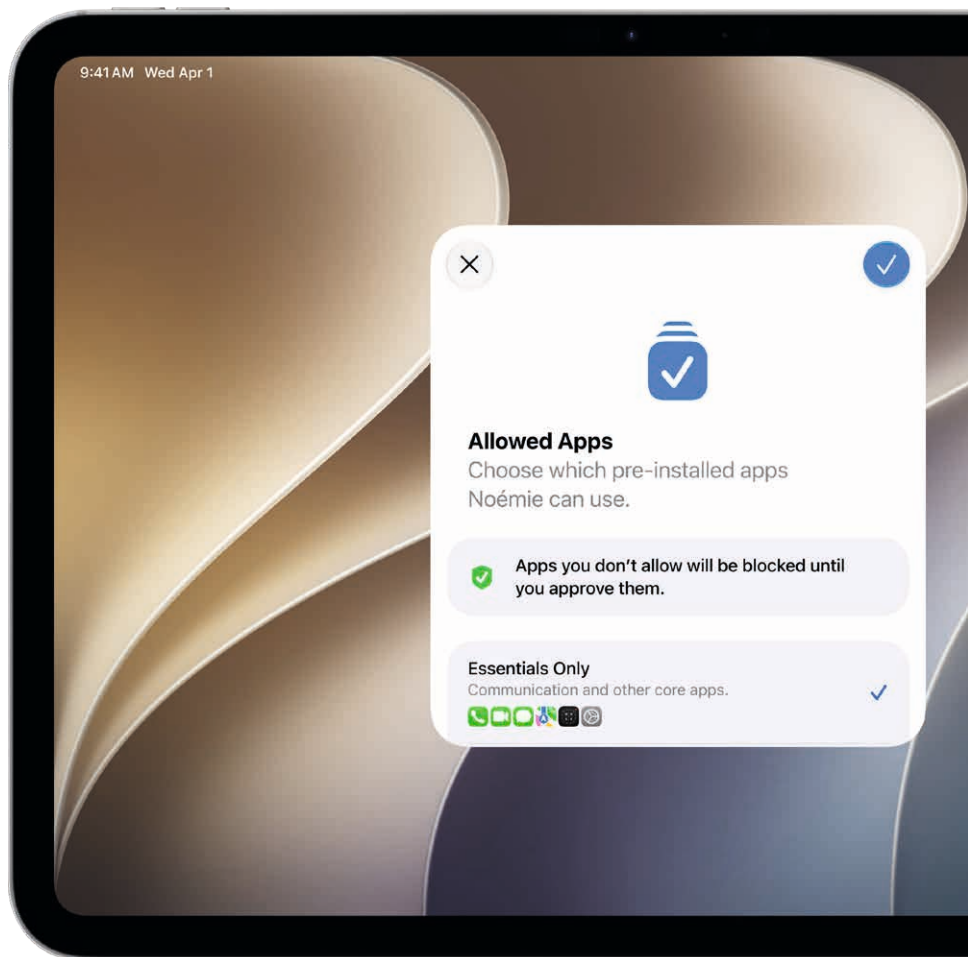 9:41 AM Wed Apr 1
Allowed Apps
Choose which pre-installed apps
Noémie can use.
Apps you don’t allow will be blocked until
you approve them.
Essentials Only
Communication and other core apps.